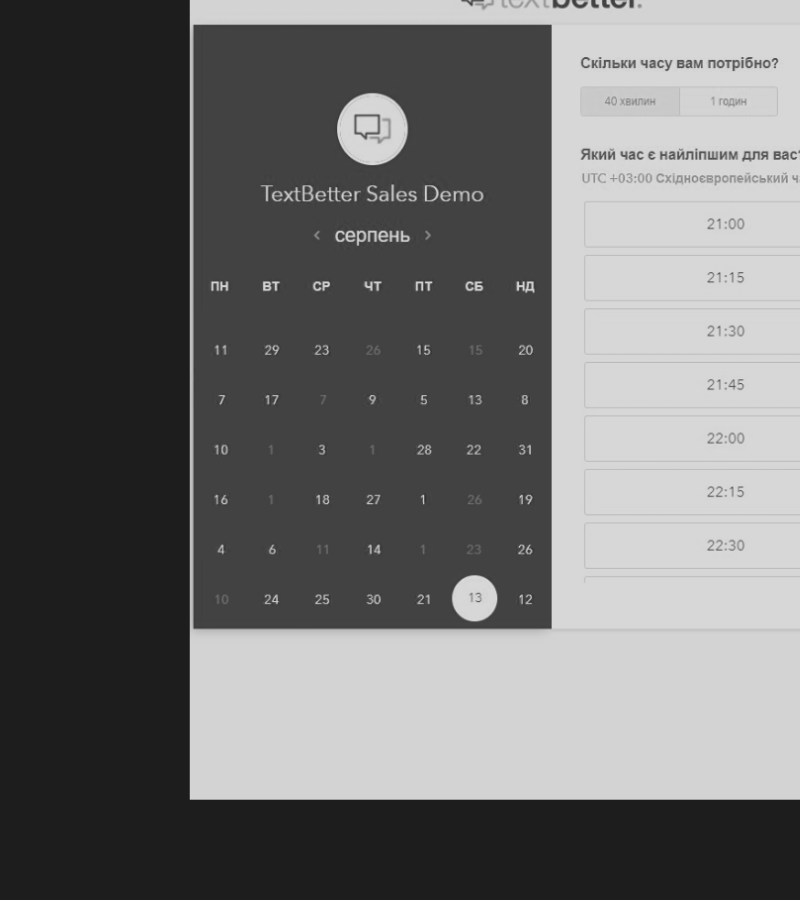 textbetter.
TextBetter Sales Demo
‹ серпень ›
ПН ВТ СР ЧТ ПТ СБ НД
11 29 23 26 15 15 20
7 17 7 9 5 13 8
10 1 3 1 28 22 31
16 1 18 27 1 26 19
4 6 11 14 1 23 26
10 24 25 30 21 13 12
Скільки часу вам потрібно?
40 хвилин 1 годин
Який час є найліпшим для вас?
UTC +03:00 Східноєвропейський ч
21:00
21:15
21:30
21:45
22:00
22:15
22:30